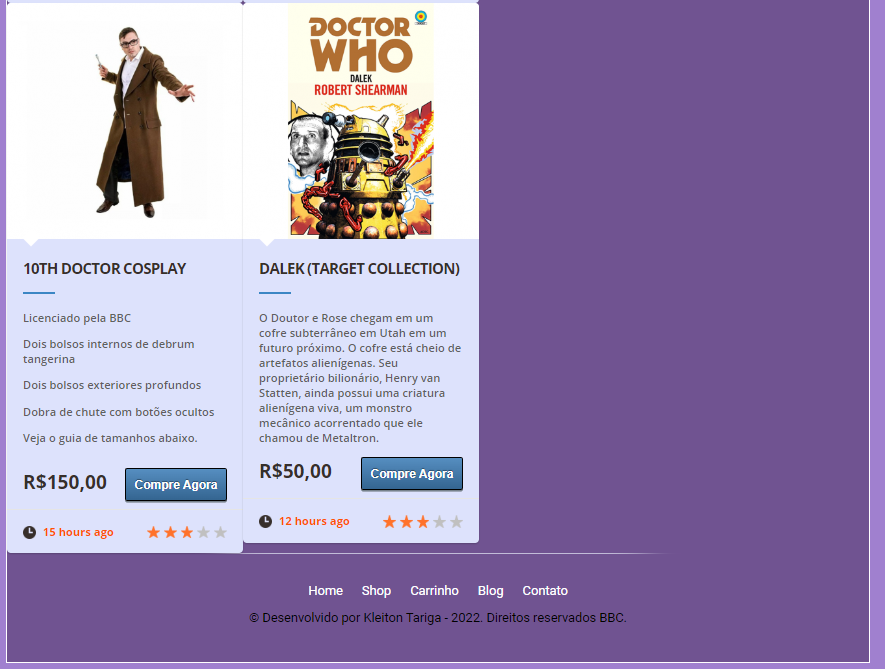 DOCTOR
WHO
DALEK
ROBERT SHEARMAN
10TH DOCTOR COSPLAY
Licenciado pela BBC
Dois bolsos internos de debrum
tangerina
Dois bolsos exteriores profundos
Dobra de chute com botões ocultos
Veja o guia de tamanhos abaixo.
R$150,00
Compre Agora
15 hours ago
DALEK (TARGET COLLECTION)
O Doutor e Rose chegam em um
cofre subterrâneo em Utah em um
futuro próximo. O cofre está cheio de
artefatos alienígenas. Seu
proprietário bilionário, Henry van
Statten, ainda possui uma criatura
alienígena viva, um monstro
mecânico acorrentado que ele
chamou de Metaltron.
R$50,00
Compre Agora
12 hours ago
Home Shop Carrinho Blog Contato
© Desenvolvido por Kleiton Tariga - 2022. Direitos reservados BBC.